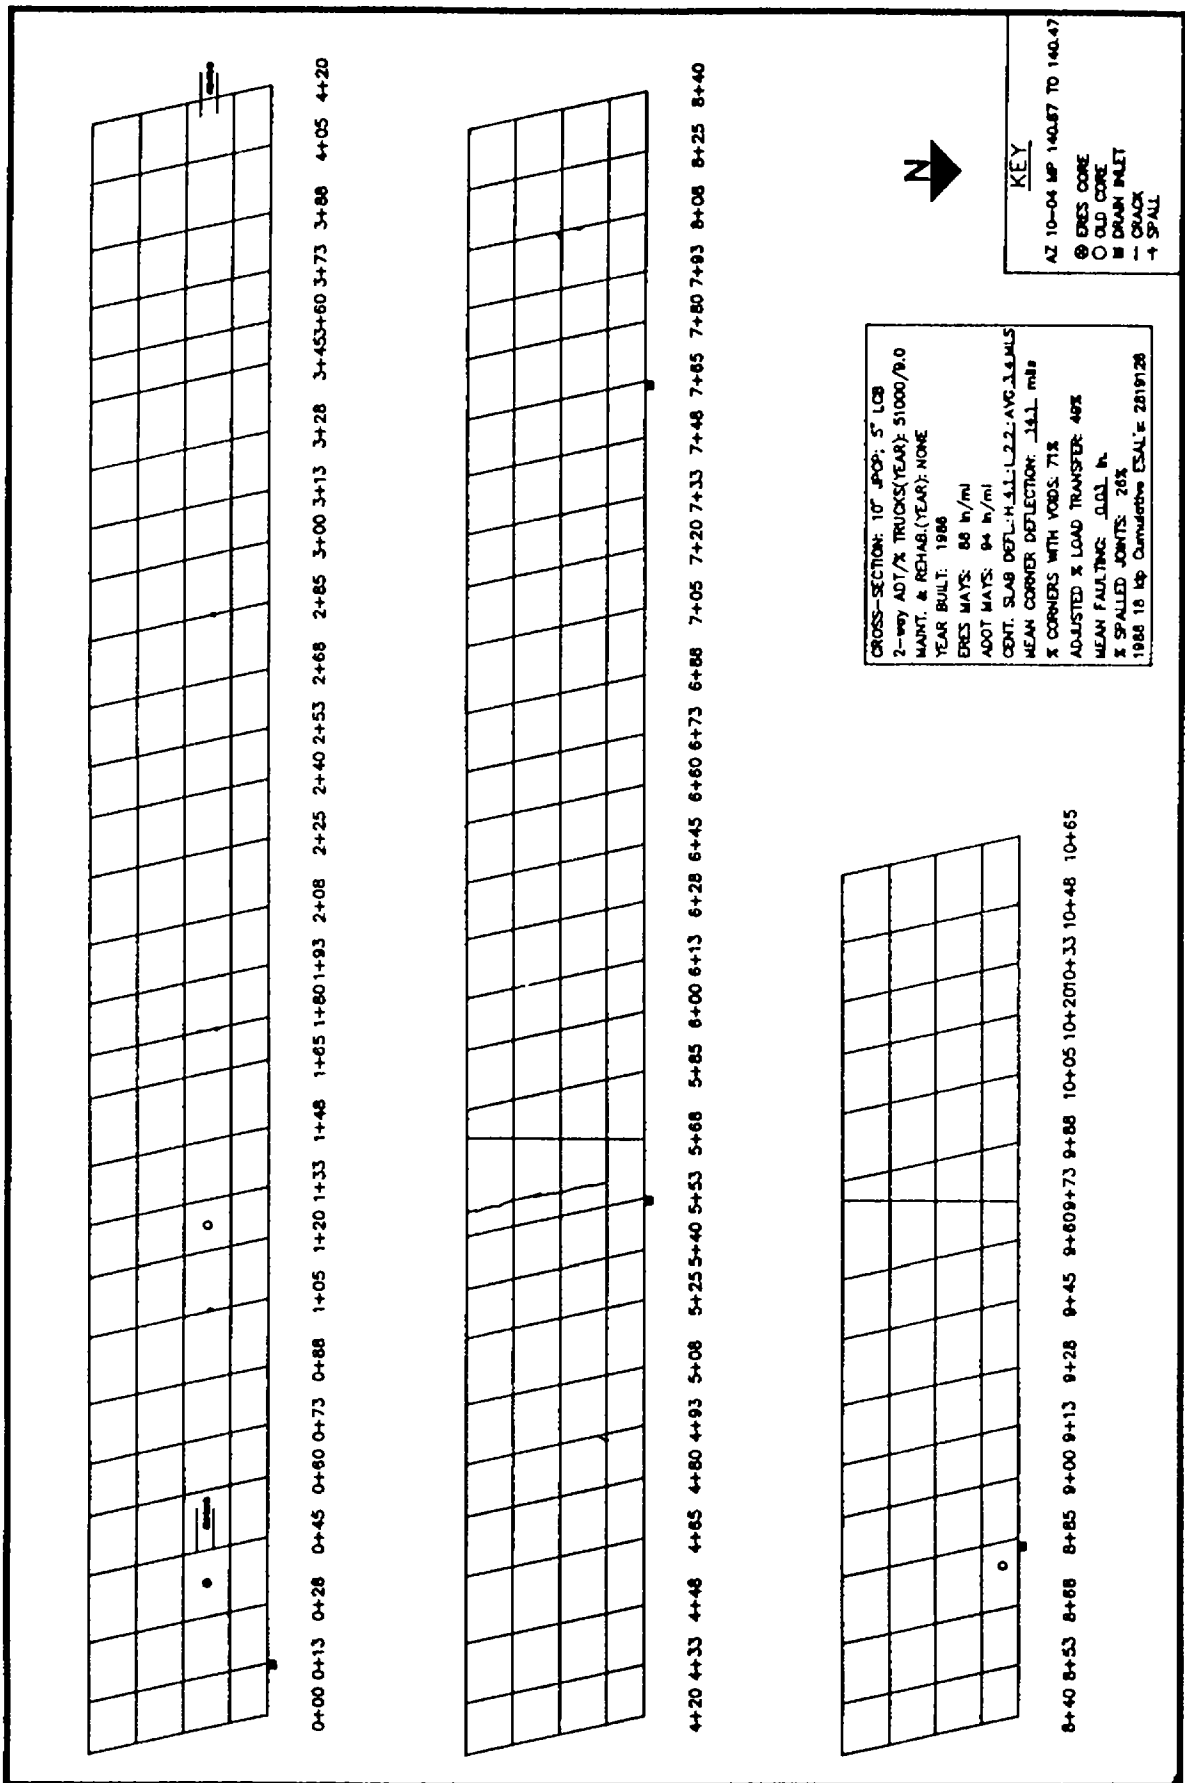 0+00 0+13 0+28 0+45 0+60 0+73 0+88 1+05 1+20 1+33 1+48 1+65 1+80 1+93 2+08 2+25 2+40 2+53 2+68 2+85 3+00 3+13 3+28 3+45 3+60 3+73 3+88 4+05 4+20
4+20 4+33 4+48 4+65 4+80 4+93 5+08 5+25 5+40 5+53 5+68 5+85 6+00 6+13 6+28 6+45 6+60 6+73 6+88 7+05 7+20 7+33 7+48 7+65 7+80 7+93 8+08 8+25 8+40
8+40 8+53 8+68 8+85 9+00 9+13 9+28 9+45 9+60 9+73 9+88 10+05 10+20 10+33 10+48 10+65
CROSS-SECTION: 10" JPCP; 5" LCB
2-way ADT/% TRUCKS(YEAR): 51000/9.0
MAINT. & REHAB.(YEAR): NONE
YEAR BUILT: 1986
ERES MAYS: 88 in/mi
ADOT MAYS: 94 in/mi
CENT. SLAB DEFL.: H 4.1; L 2.2; AVG 3.4 MLS
MEAN CORNER DEFLECTION: 14.1 mils
% CORNERS WITH VOIDS: 71%
ADJUSTED % LOAD TRANSFER: 49%
MEAN FAULTING: 0.03 in.
% SPALLED JOINTS: 26%
1988 18 kip Cumulative ESAL's: 2819128
N
KEY
AZ 10-04 MP 140.67 TO 140.47
ERES CORE
OLD CORE
DRAIN INLET
CRACK
SPALL